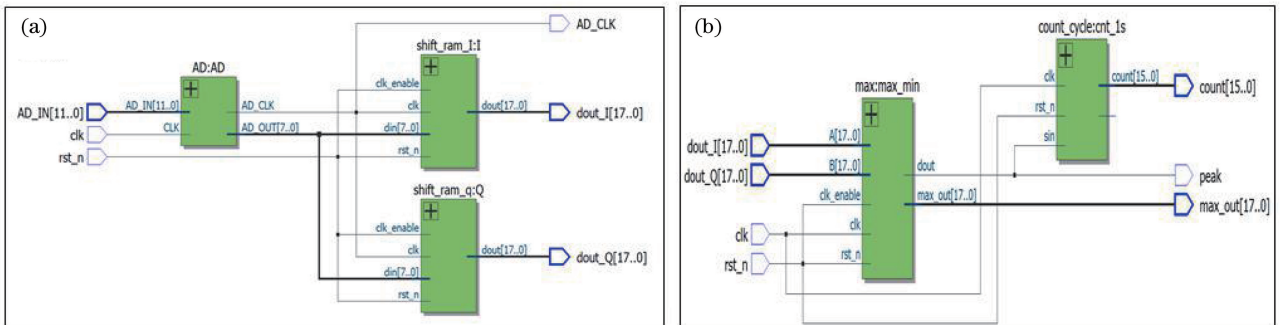 (a)
AD_CLK
shift_ram_I:I
AD:AD
clk_enable
AD_IN[11..0]
AD_IN[11..0]
AD_CLK
clk
dout[17..0]
dout_I[17..0]
clk
CLK
AD_OUT[7..0]
din[7..0]
rst_n
rst_n
shift_ram_q:Q
clk_enable
clk
dout[17..0]
dout_Q[17..0]
din[7..0]
rst_n
(b)
count_cycle:cnt_1s
clk
count[15..0]
count[15..0]
max:max_min
rst_n
dout_I[17..0]
A[17..0]
sin
dout_Q[17..0]
B[17..0]
dout
peak
clk_enable
max_out[17..0]
max_out[17..0]
clk
clk
rst_n
rst_n